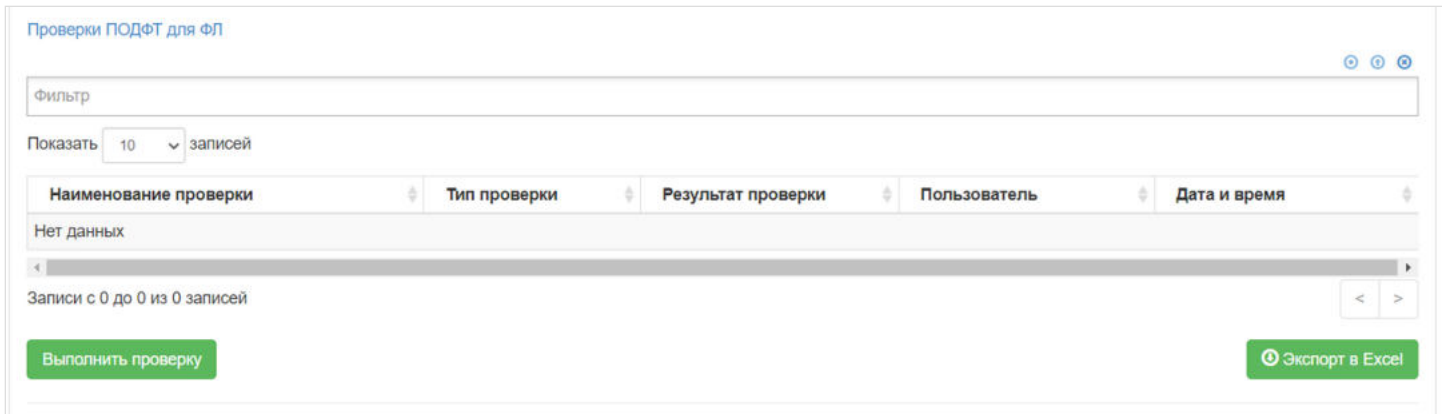 Проверки ПОДФТ для ФЛ
Фильтр
Показать 10 записей
Наименование проверки Тип проверки Результат проверки Пользователь Дата и время
Нет данных
Записи с 0 до 0 из 0 записей
< >
Выполнить проверку Экспорт в Excel